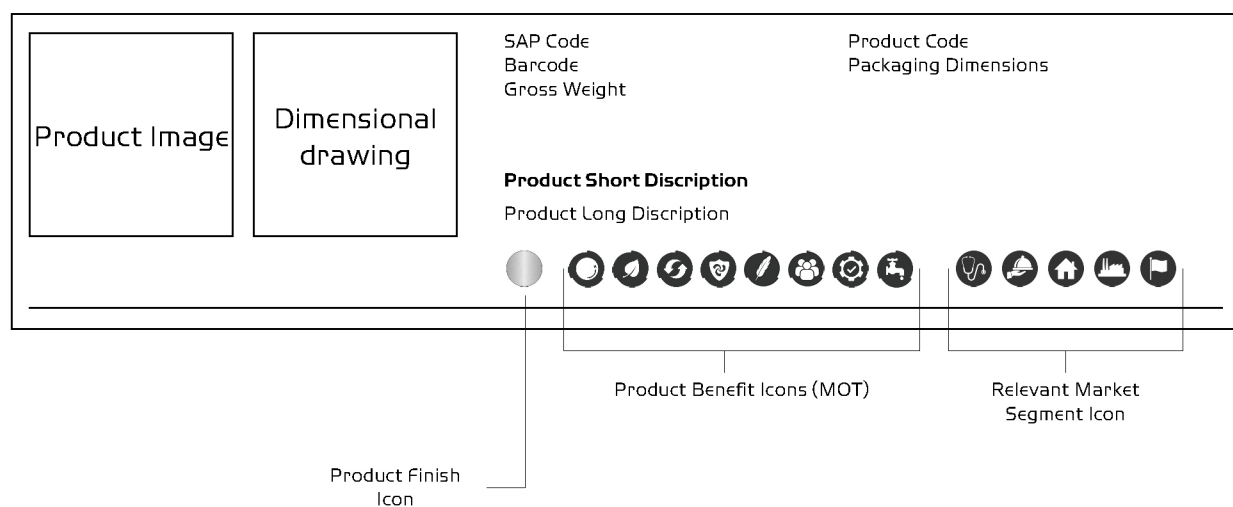 Product Image
Dimensional
drawing
SAP Code
Barcode
Gross Weight
Product Code
Packaging Dimensions
Product Short Discription
Product Long Discription
Product Benefit Icons (MOT)
Relevant Market
Segment Icon
Product Finish
Icon